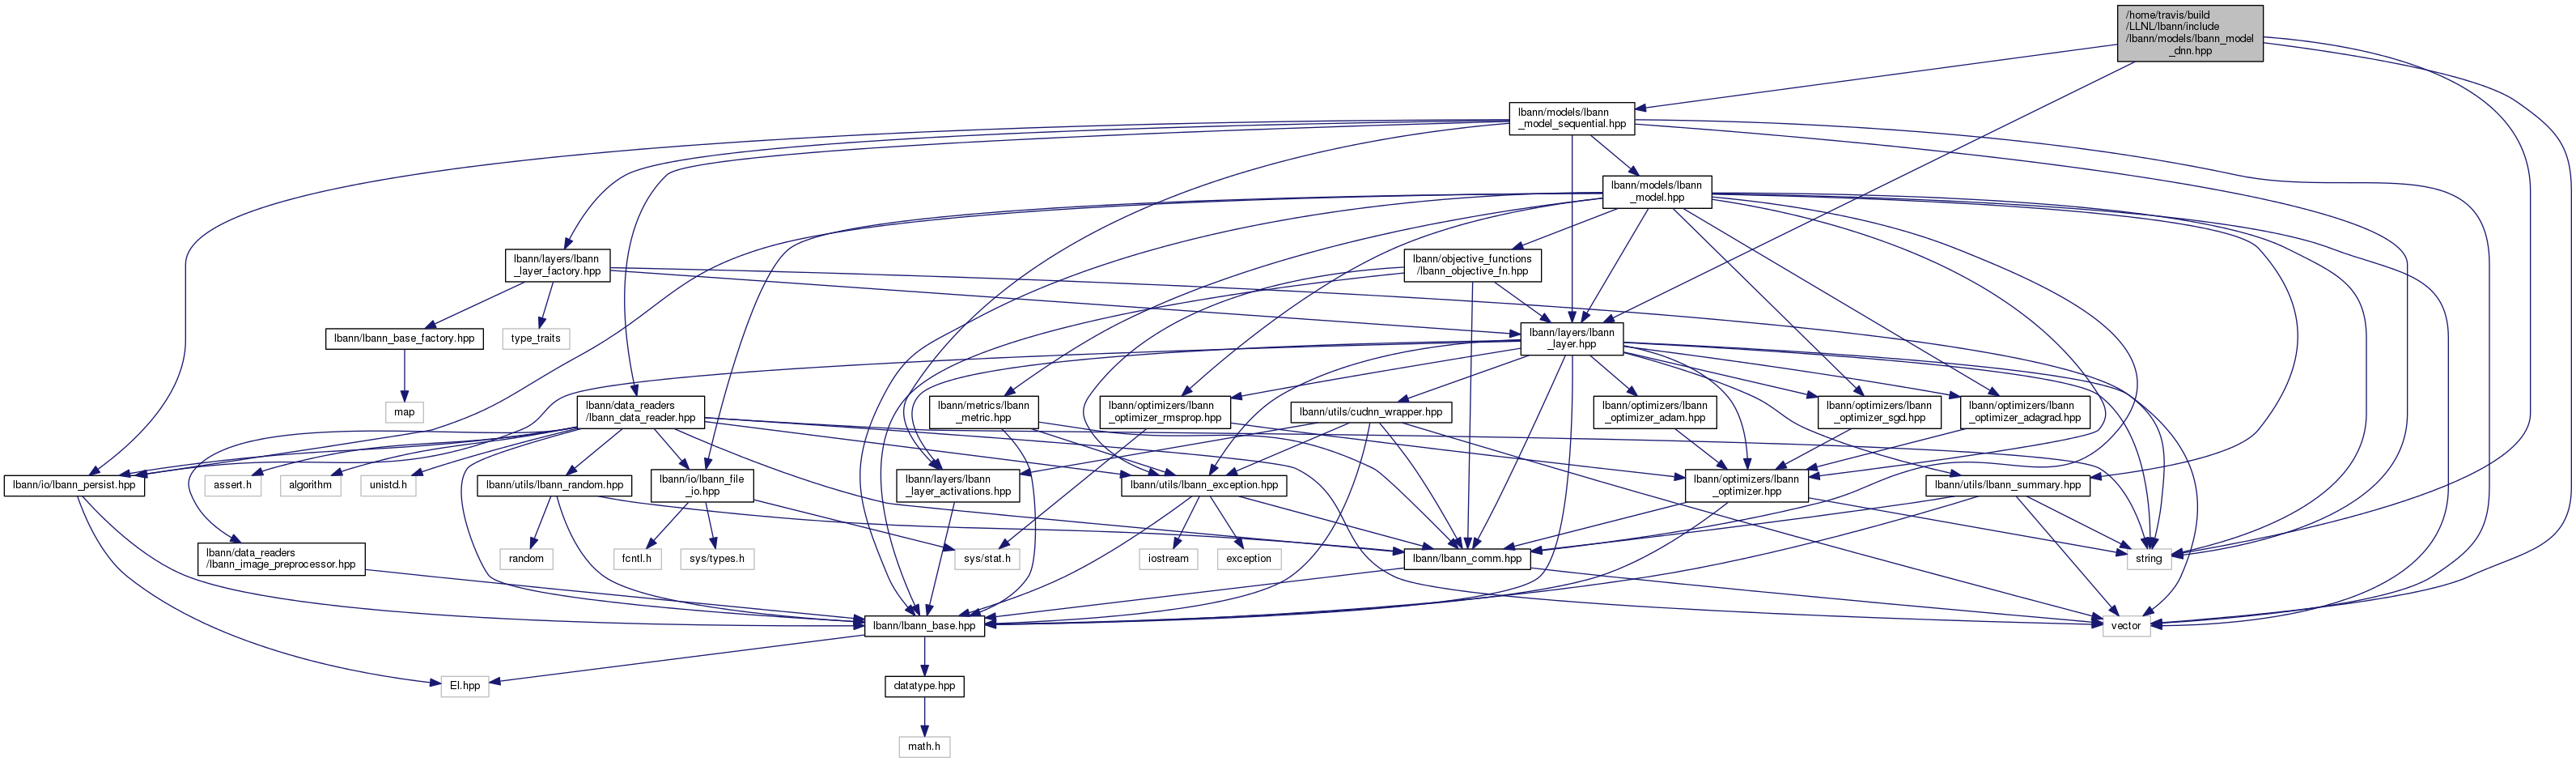 /home/travis/build
/LLNL/lbann/include
/lbann/models/lbann_model
_dnn.hpp
lbann/models/lbann
_model_sequential.hpp
lbann/models/lbann
_model.hpp
lbann/layers/lbann
_layer_factory.hpp
lbann/objective_functions
/lbann_objective_fn.hpp
lbann/lbann_base_factory.hpp
type_traits
lbann/layers/lbann
_layer.hpp
map
lbann/data_readers
/lbann_data_reader.hpp
lbann/metrics/lbann
_metric.hpp
lbann/optimizers/lbann
_optimizer_rmsprop.hpp
lbann/utils/cudnn_wrapper.hpp
lbann/optimizers/lbann
_optimizer_adam.hpp
lbann/optimizers/lbann
_optimizer_sgd.hpp
lbann/optimizers/lbann
_optimizer_adagrad.hpp
lbann/io/lbann_persist.hpp
assert.h
algorithm
unistd.h
lbann/utils/lbann_random.hpp
lbann/io/lbann_file
_io.hpp
lbann/layers/lbann
_layer_activations.hpp
lbann/utils/lbann_exception.hpp
lbann/optimizers/lbann
_optimizer.hpp
lbann/utils/lbann_summary.hpp
lbann/data_readers
/lbann_image_preprocessor.hpp
random
fcntl.h
sys/types.h
sys/stat.h
iostream
exception
lbann/lbann_comm.hpp
string
lbann/lbann_base.hpp
vector
El.hpp
datatype.hpp
math.h